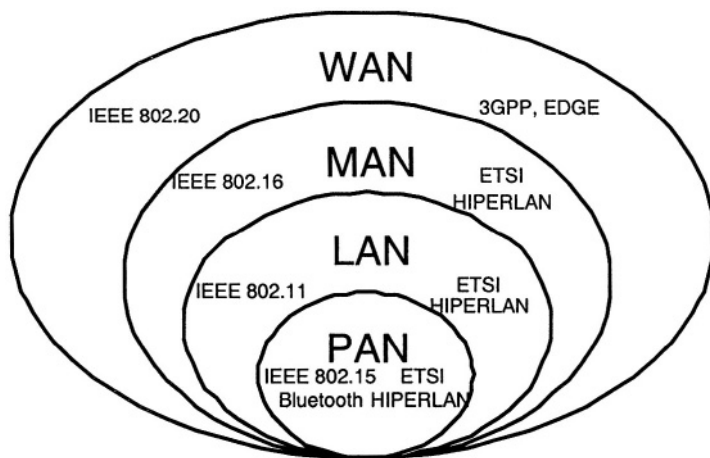 WAN
IEEE 802.20
3GPP, EDGE
MAN
IEEE 802.16
ETSI
HIPERLAN
LAN
IEEE 802.11
ETSI
HIPERLAN
PAN
IEEE 802.15 ETSI
Bluetooth HIPERLAN